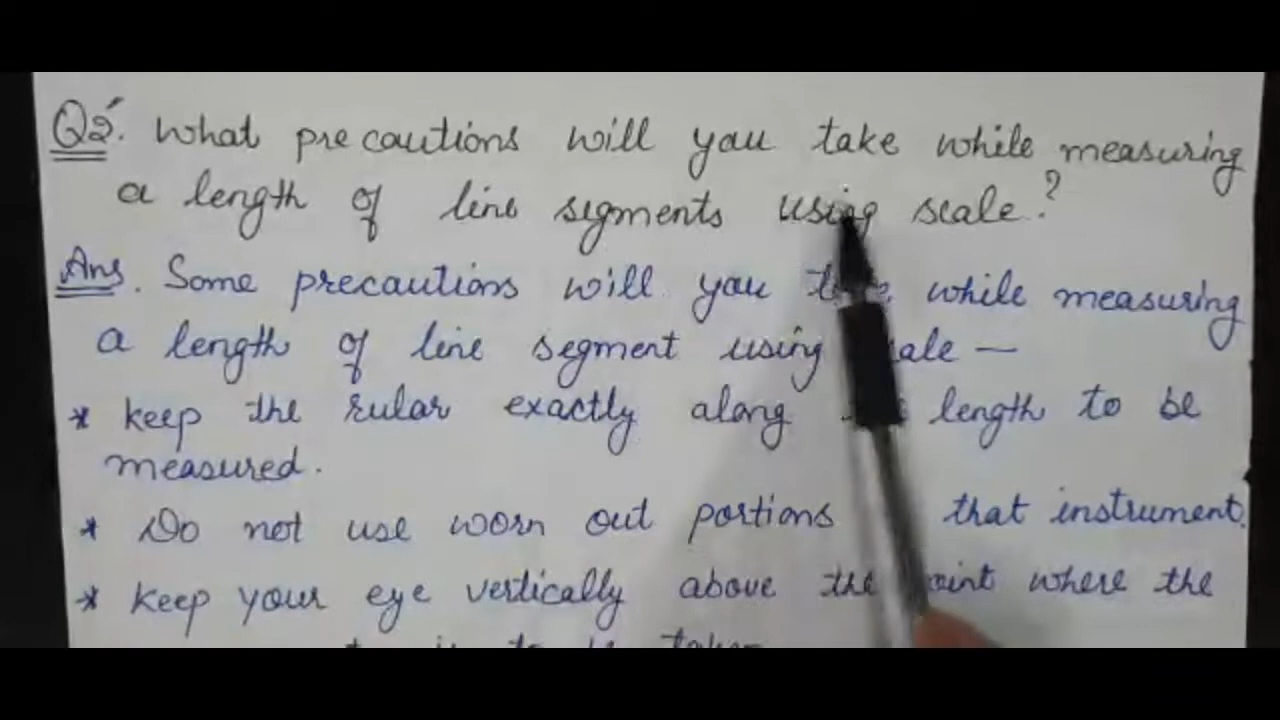 Q2. What precautions will you take while measuring
a length of line segments using scale?
Ans. Some precautions will you while measuring
a length of line segment using
* keep the rular exactly along length to be
measured.
* Do not use worn out portions that instrument.
* keep your eye vertically above the where the